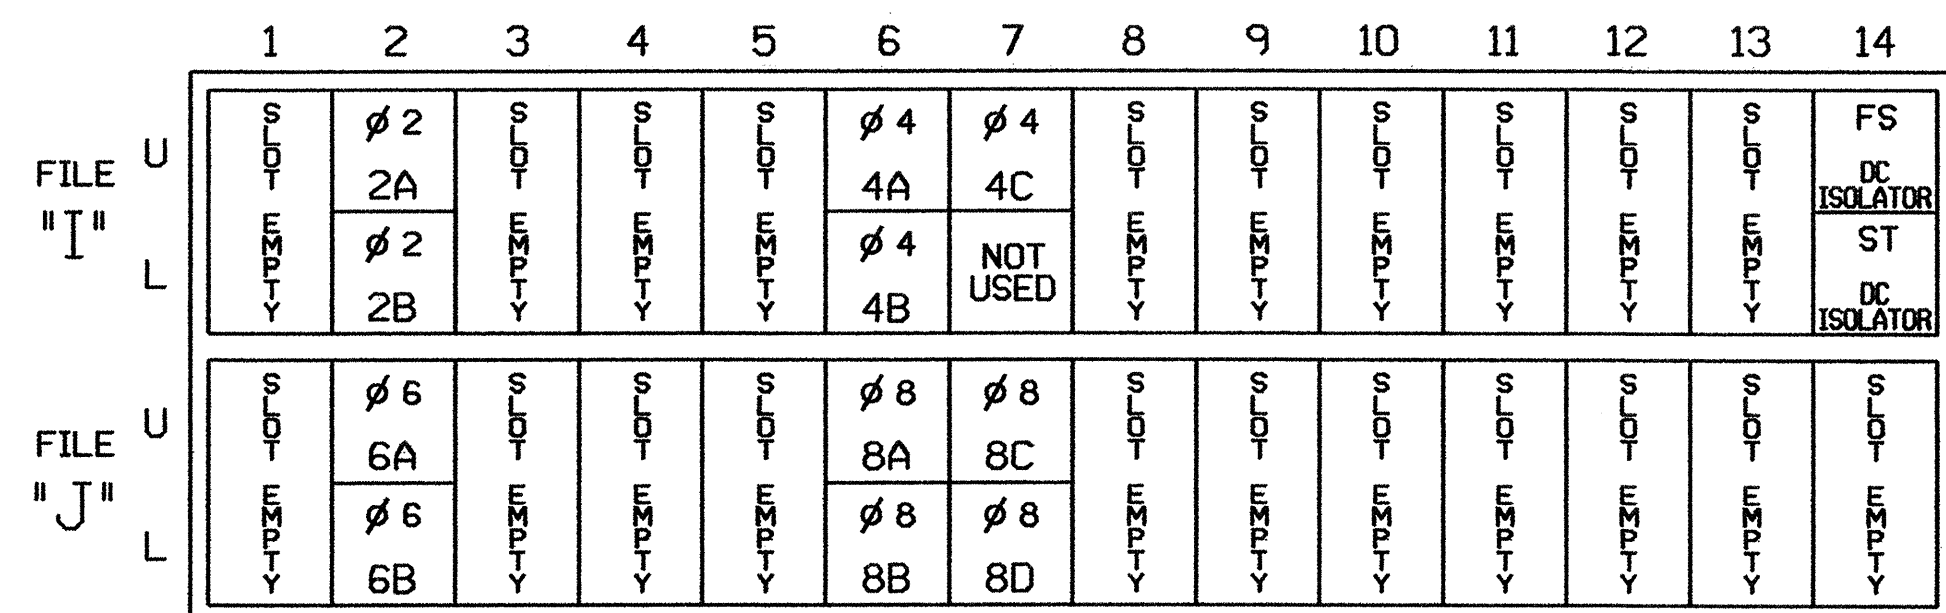 1 2 3 4 5 6 7 8 9 10 11 12 13 14
FILE "I"
U
SLOT EMPTY
ø 2
2A
SLOT EMPTY
SLOT EMPTY
SLOT EMPTY
ø 4
4A
ø 4
4C
SLOT EMPTY
SLOT EMPTY
SLOT EMPTY
SLOT EMPTY
SLOT EMPTY
SLOT EMPTY
FS
DC
ISOLATOR
L
ø 2
2B
ø 4
4B
NOT
USED
ST
DC
ISOLATOR
FILE
"J"
U
SLOT EMPTY
ø 6
6A
SLOT EMPTY
SLOT EMPTY
SLOT EMPTY
ø 8
8A
ø 8
8C
SLOT EMPTY
SLOT EMPTY
SLOT EMPTY
SLOT EMPTY
SLOT EMPTY
SLOT EMPTY
SLOT EMPTY
L
ø 6
6B
ø 8
8B
ø 8
8D